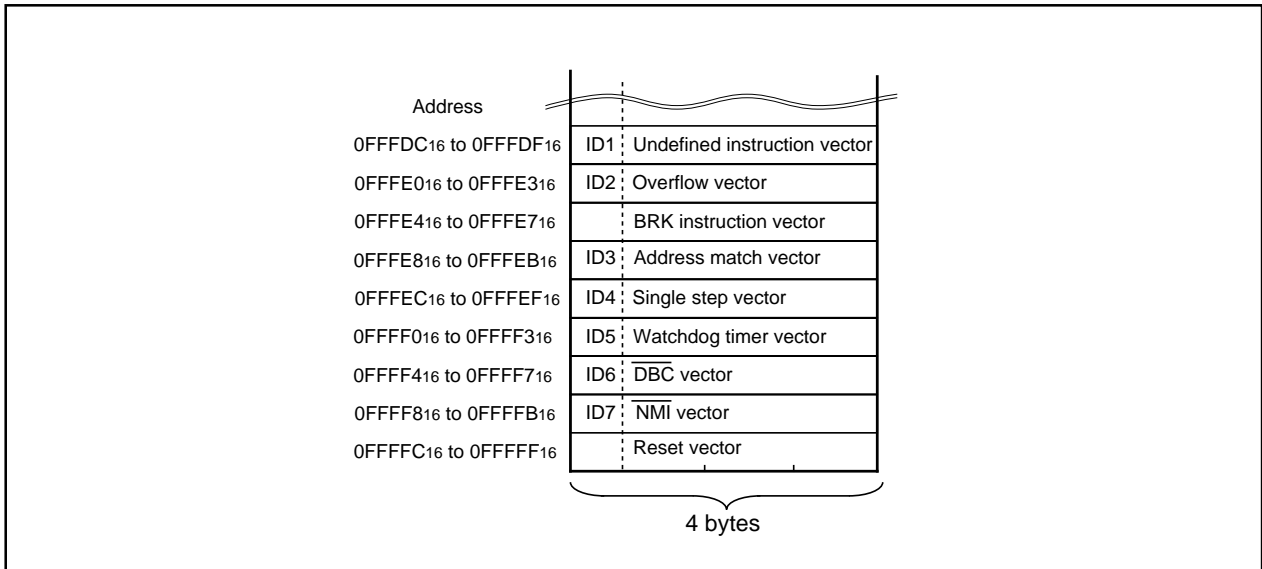 Address
0FFFDC16 to 0FFFDF16 ID1 Undefined instruction vector
0FFFE016 to 0FFFE316 ID2 Overflow vector
0FFFE416 to 0FFFE716 BRK instruction vector
0FFFE816 to 0FFFEB16 ID3 Address match vector
0FFFEC16 to 0FFFEF16 ID4 Single step vector
0FFFF016 to 0FFFF316 ID5 Watchdog timer vector
0FFFF416 to 0FFFF716 ID6 D̅B̅C̅ vector
0FFFF816 to 0FFFFB16 ID7 N̅M̅I̅ vector
0FFFFC16 to 0FFFFF16 Reset vector
4 bytes